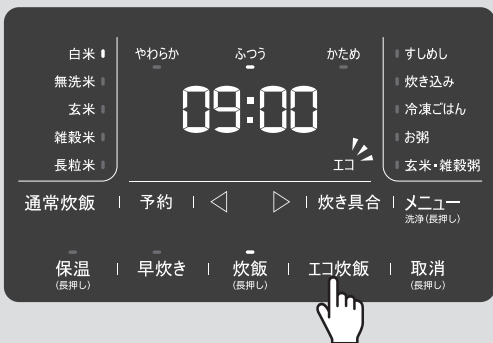 白米 やわらか ふつう かため すしめし
無洗米 炊き込み
玄米 09:00 冷凍ごはん
雑穀米 お粥
長粒米 エコ 玄米・雑穀粥
通常炊飯 予約 炊き具合 メニュー
洗浄(長押し)
保温 早炊き 炊飯 エコ炊飯 取消
(長押し) (長押し) (長押し)